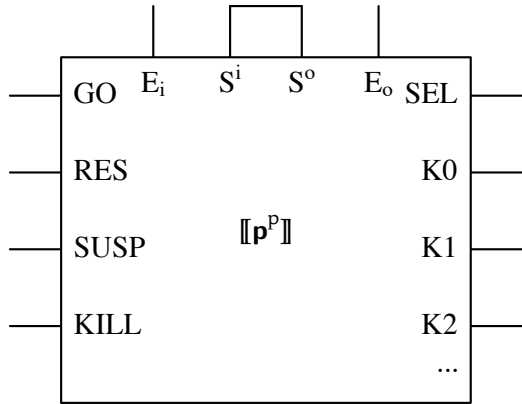 GO E_i S^i S^o E_o SEL
RES K0
⟦p^p⟧
SUSP K1
KILL K2
...